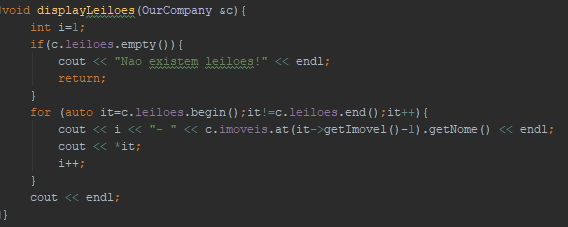 void displayLeiloes(OurCompany &c){
    int i=1;
    if(c.leiloes.empty()){
        cout << "Nao existem leiloes!" << endl;
        return;
    }
    for (auto it=c.leiloes.begin();it!=c.leiloes.end();it++){
        cout << i << "- " << c.imoveis.at(it->getImovel()-1).getNome() << endl;
        cout << *it;
        i++;
    }
    cout << endl;
}